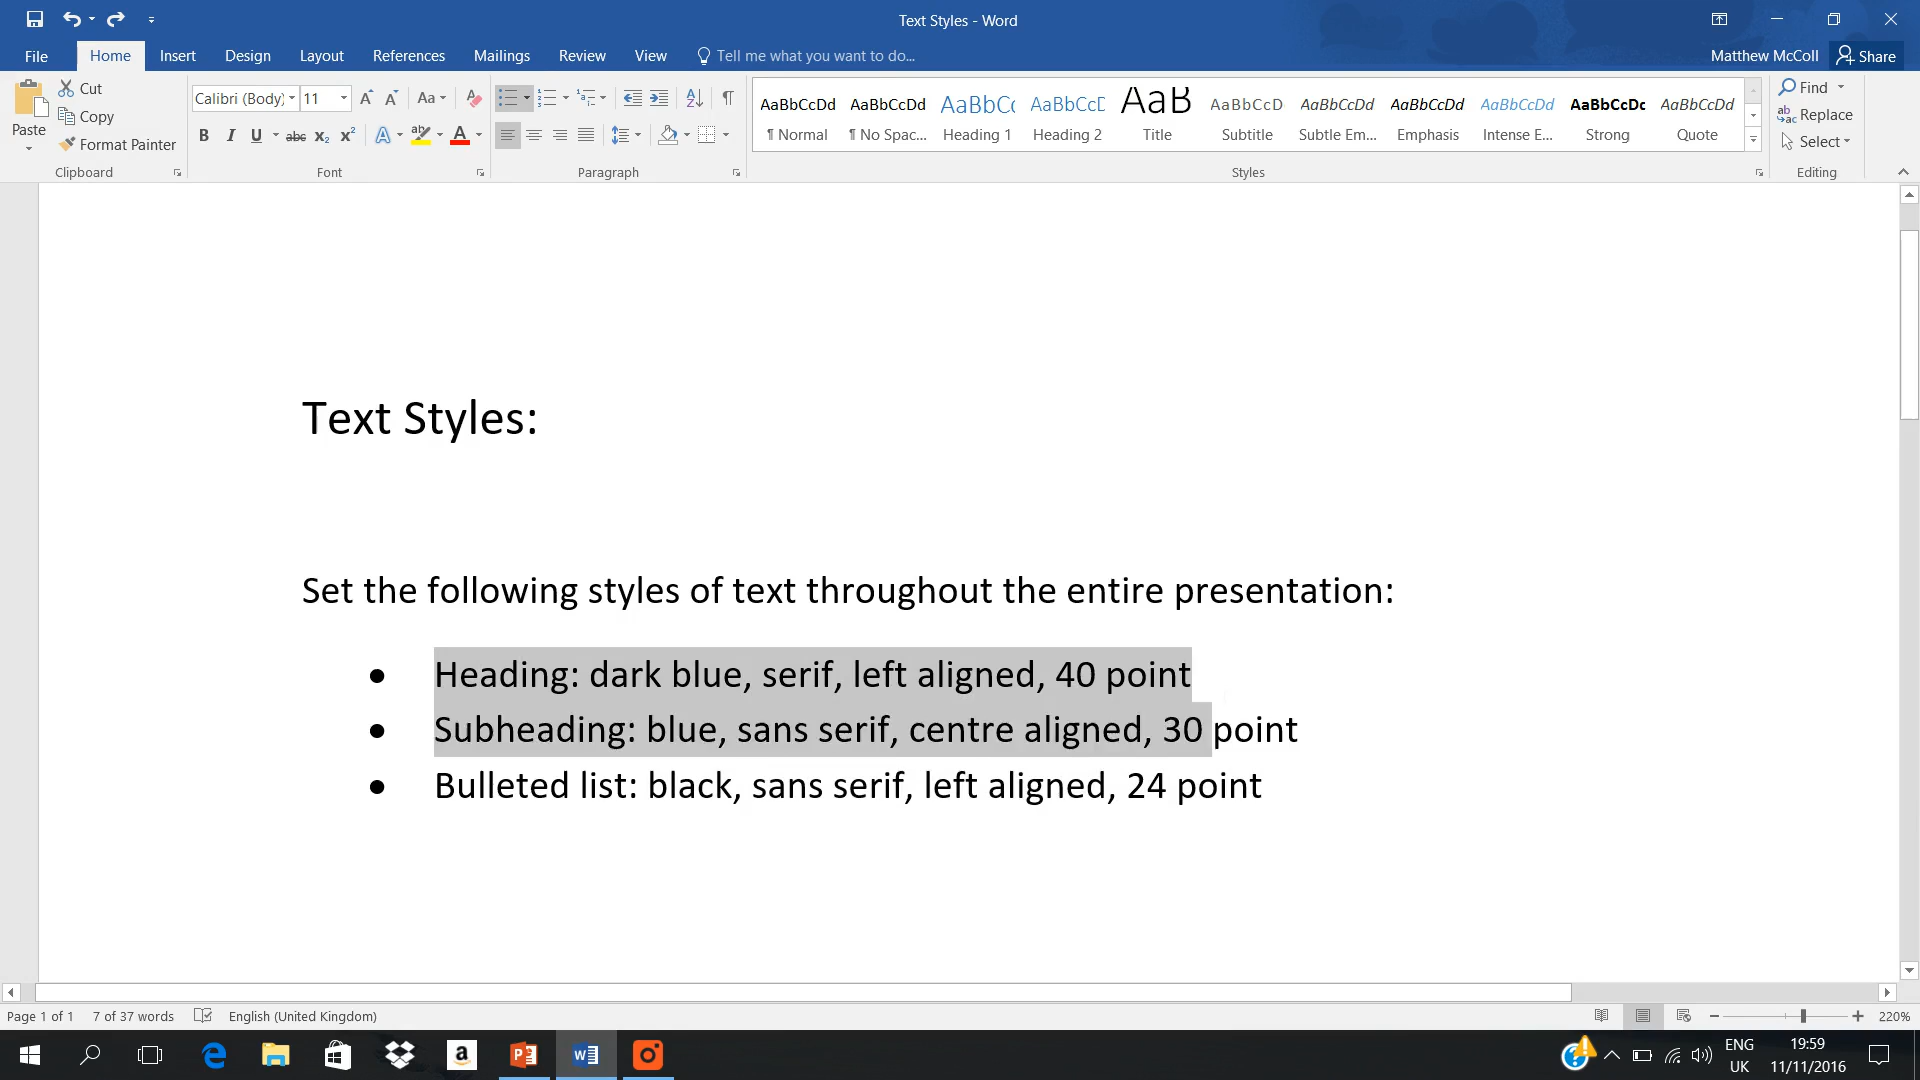 Text Styles - Word
File Home Insert Design Layout References Mailings Review View Tell me what you want to do...
Matthew McColl Share
Paste
Cut
Copy
Format Painter
Clipboard
Calibri (Body) 11
Aa
B I U abc X₂ X² A ab A
Font
Paragraph
AaBbCcDd AaBbCcDd AaBbCc AaBbCcD AaB AaBbCcD AaBbCcDd AaBbCcDd AaBbCcDd AaBbCcDc AaBbCcDd
¶ Normal ¶ No Spac... Heading 1 Heading 2 Title Subtitle Subtle Em... Emphasis Intense E... Strong Quote
Styles
Find
Replace
Select
Editing
Text Styles:
Set the following styles of text throughout the entire presentation:
• Heading: dark blue, serif, left aligned, 40 point
• Subheading: blue, sans serif, centre aligned, 30 point
• Bulleted list: black, sans serif, left aligned, 24 point
Page 1 of 1 7 of 37 words English (United Kingdom) 220%
ENG
UK
19:59
11/11/2016